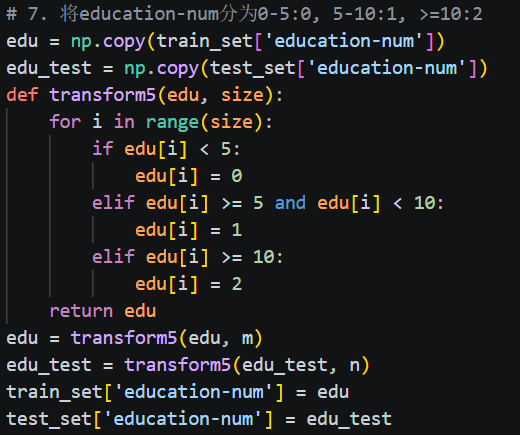 # 7. 将education-num分为0-5:0, 5-10:1, >=10:2
edu = np.copy(train_set['education-num'])
edu_test = np.copy(test_set['education-num'])
def transform5(edu, size):
    for i in range(size):
        if edu[i] < 5:
            edu[i] = 0
        elif edu[i] >= 5 and edu[i] < 10:
            edu[i] = 1
        elif edu[i] >= 10:
            edu[i] = 2
    return edu
edu = transform5(edu, m)
edu_test = transform5(edu_test, n)
train_set['education-num'] = edu
test_set['education-num'] = edu_test